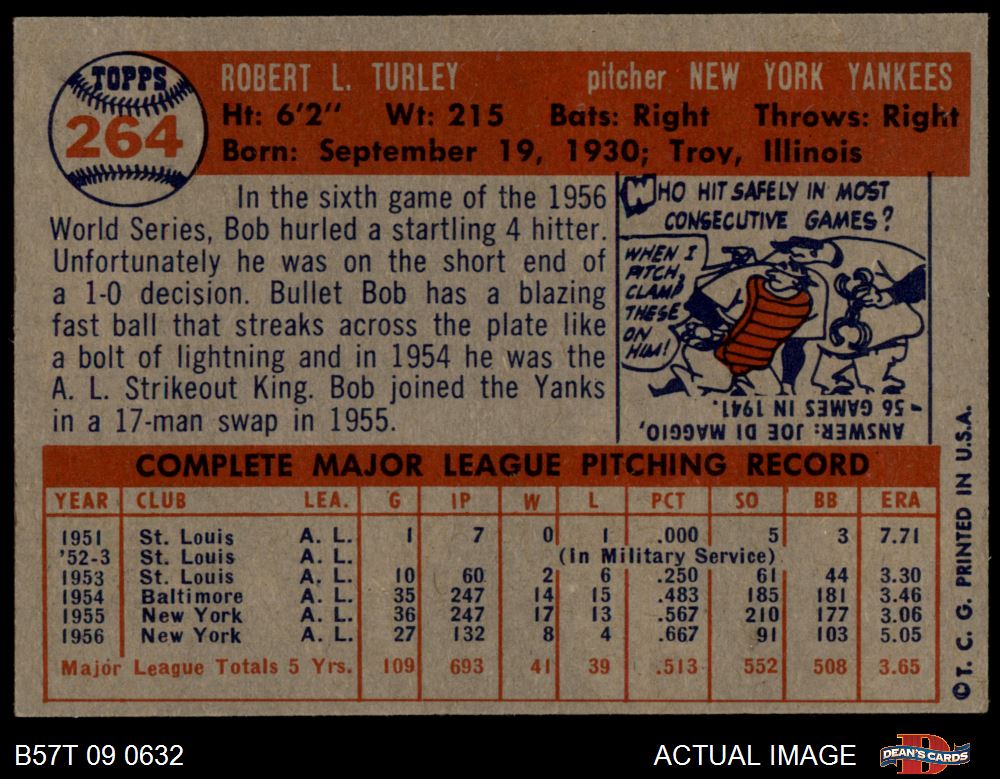 TOPPS
264
ROBERT L. TURLEY pitcher NEW YORK YANKEES
Ht: 6'2" Wt: 215 Bats: Right Throws: Right
Born: September 19, 1930; Troy, Illinois
In the sixth game of the 1956
World Series, Bob hurled a startling 4 hitter.
Unfortunately he was on the short end of
a 1-0 decision. Bullet Bob has a blazing
fast ball that streaks across the plate like
a bolt of lightning and in 1954 he was the
A. L. Strikeout King. Bob joined the Yanks
in a 17-man swap in 1955.
WHO HIT SAFELY IN MOST
CONSECUTIVE GAMES?
WHEN I
PITCH,
CLAMP
THESE
ON
HIM!
ANSWER: JOE DI MAGGIO,
- 56 GAMES IN 1941.
COMPLETE MAJOR LEAGUE PITCHING RECORD
YEAR CLUB LEA. G IP W L PCT SO BB ERA
1951 St. Louis A. L. 1 7 0 1 .000 5 3 7.71
'52-3 St. Louis A. L. (In Military Service)
1953 St. Louis A. L. 10 60 2 6 .250 61 44 3.30
1954 Baltimore A. L. 35 247 14 15 .483 185 181 3.46
1955 New York A. L. 36 247 17 13 .567 210 177 3.06
1956 New York A. L. 27 132 8 4 .667 91 103 5.05
Major League Totals 5 Yrs. 109 693 41 39 .513 552 508 3.65
©T. C. G. PRINTED IN U.S.A.
B57T 09 0632 ACTUAL IMAGE
D
DEAN'S CARDS